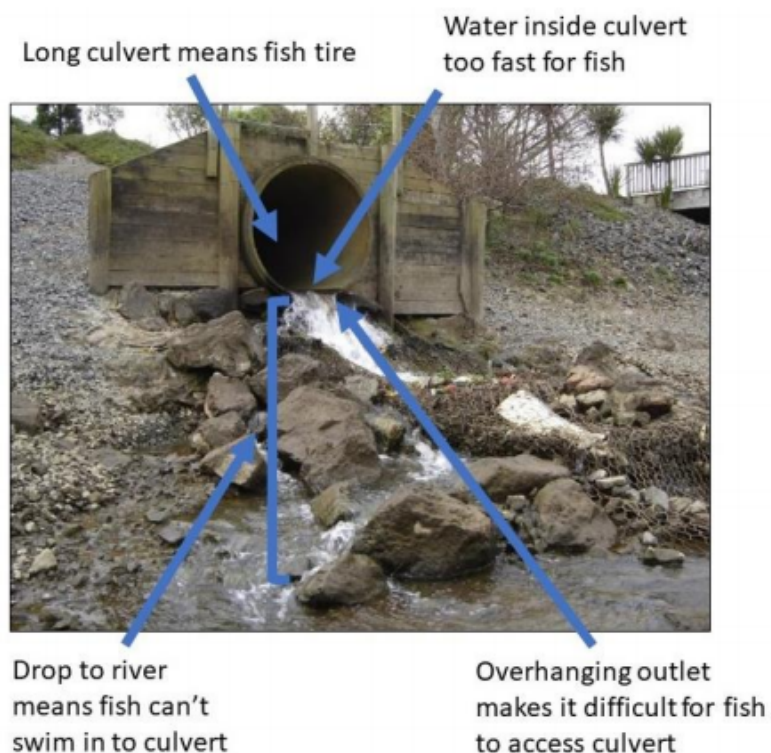 Long culvert means fish tire
Water inside culvert
too fast for fish
Drop to river
means fish can't
swim in to culvert
Overhanging outlet
makes it difficult for fish
to access culvert